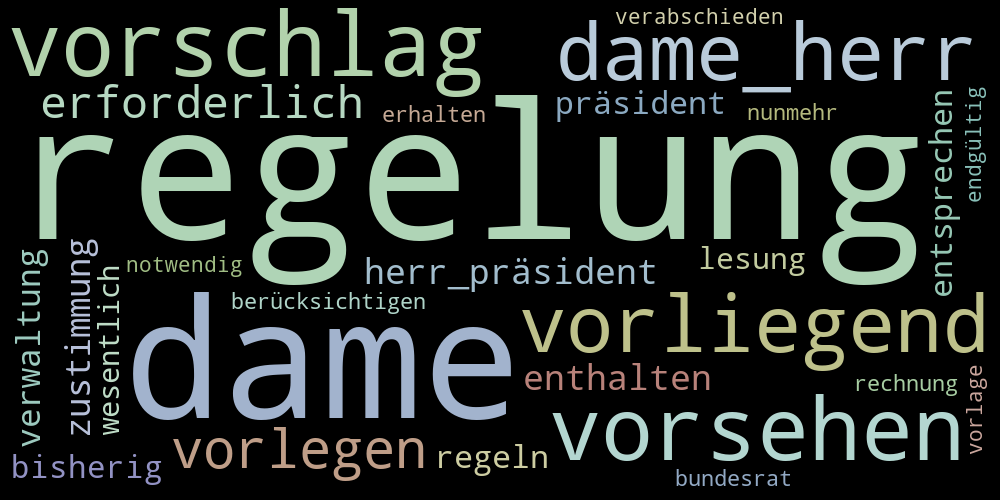 verabschieden
vorschlag
dame_herr
erforderlich
erhalten
präsident
nunmehr
endgültig
entsprechen
regelung
verwaltung
zustimmung
wesentlich
notwendig
herr_präsident
lesung
berücksichtigen
dame
vorliegend
enthalten
rechnung
vorlage
vorsehen
vorlegen
regeln
bisherig
bundesrat